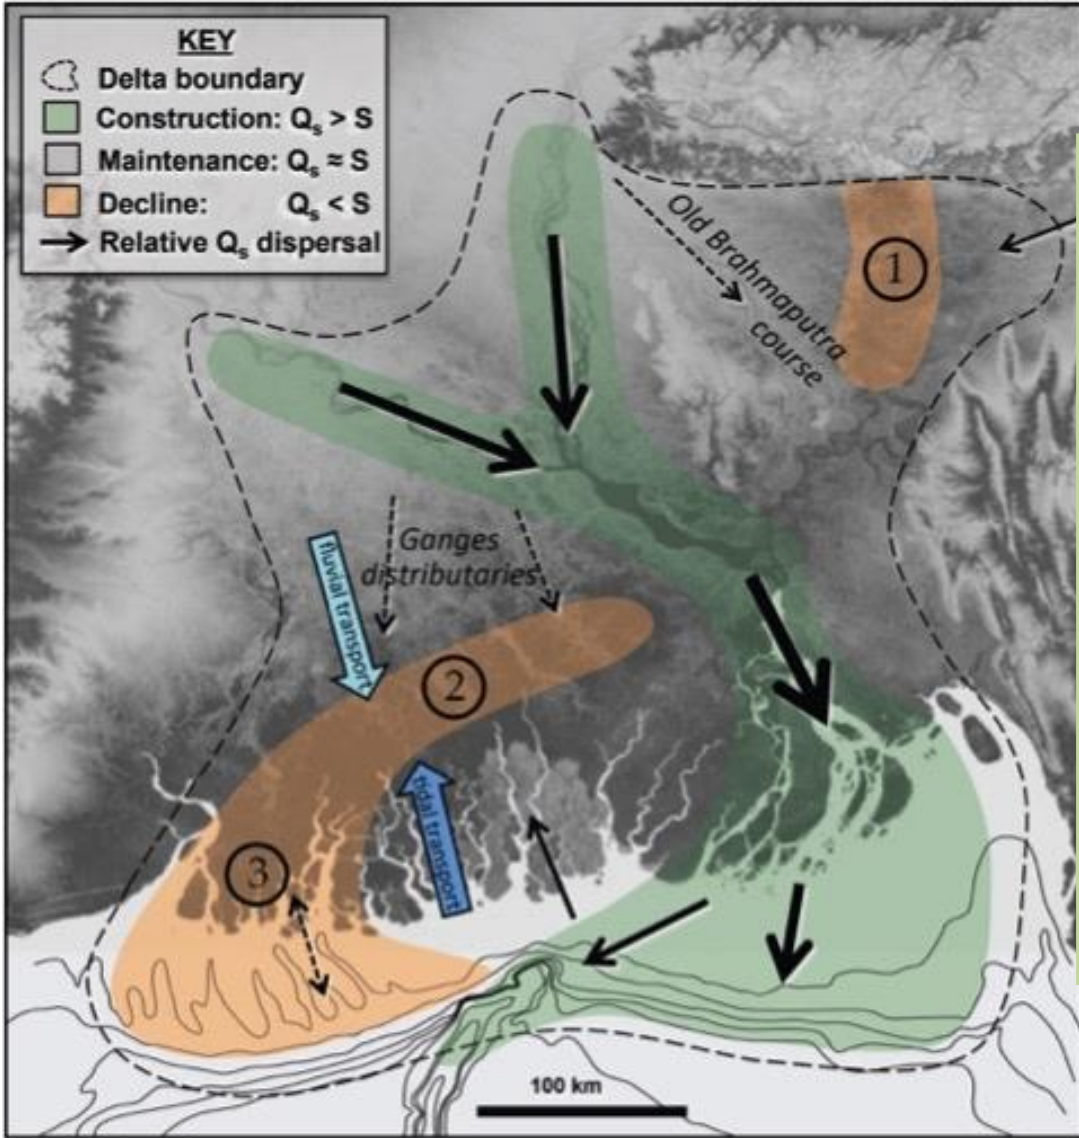 KEY
Delta boundary
Construction: Qs > S
Maintenance: Qs ≈ S
Decline: Qs < S
Relative Qs dispersal
Old Brahmaputra
course
1
Ganges
distributaries
fluvial transport
2
tidal transport
3
100 km